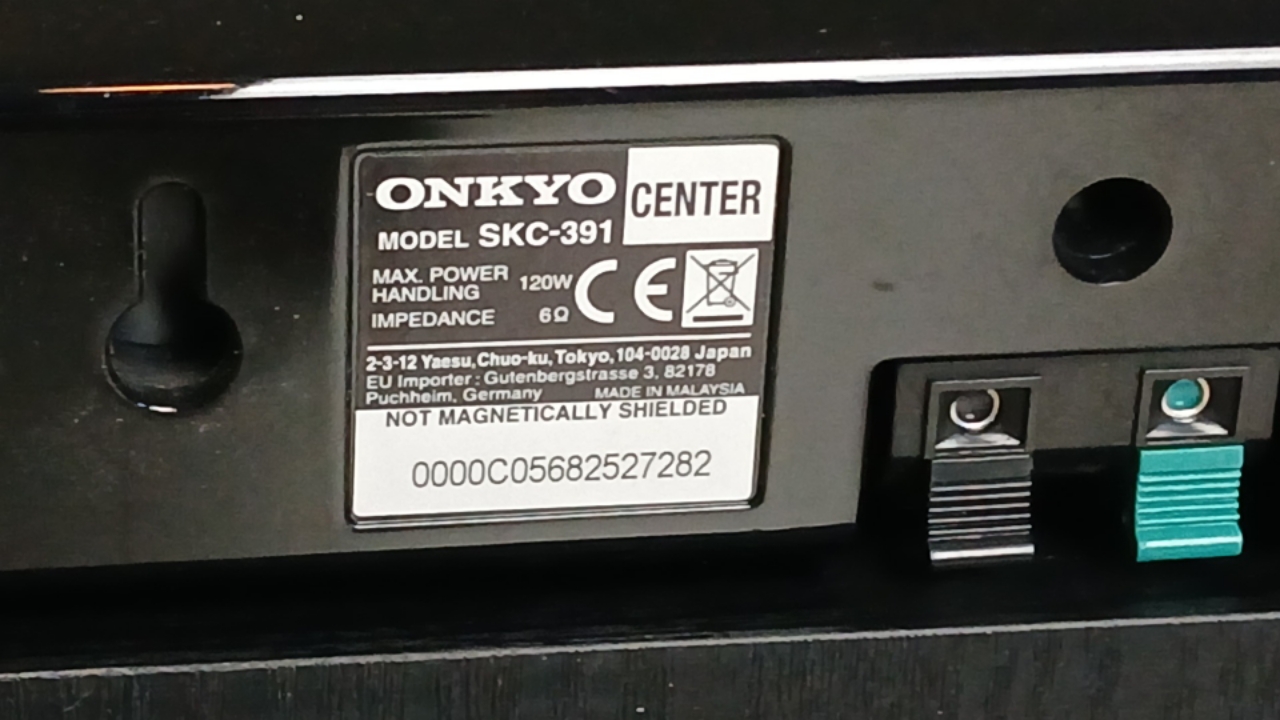 ONKYO
CENTER
MODEL SKC-391
MAX. POWER HANDLING 120W
IMPEDANCE 6Ω
CE
2-3-12 Yaesu, Chuo-ku, Tokyo, 104-0028 Japan
EU Importer : Gutenbergstrasse 3, 82178
Puchheim, Germany MADE IN MALAYSIA
NOT MAGNETICALLY SHIELDED
0000C05682527282